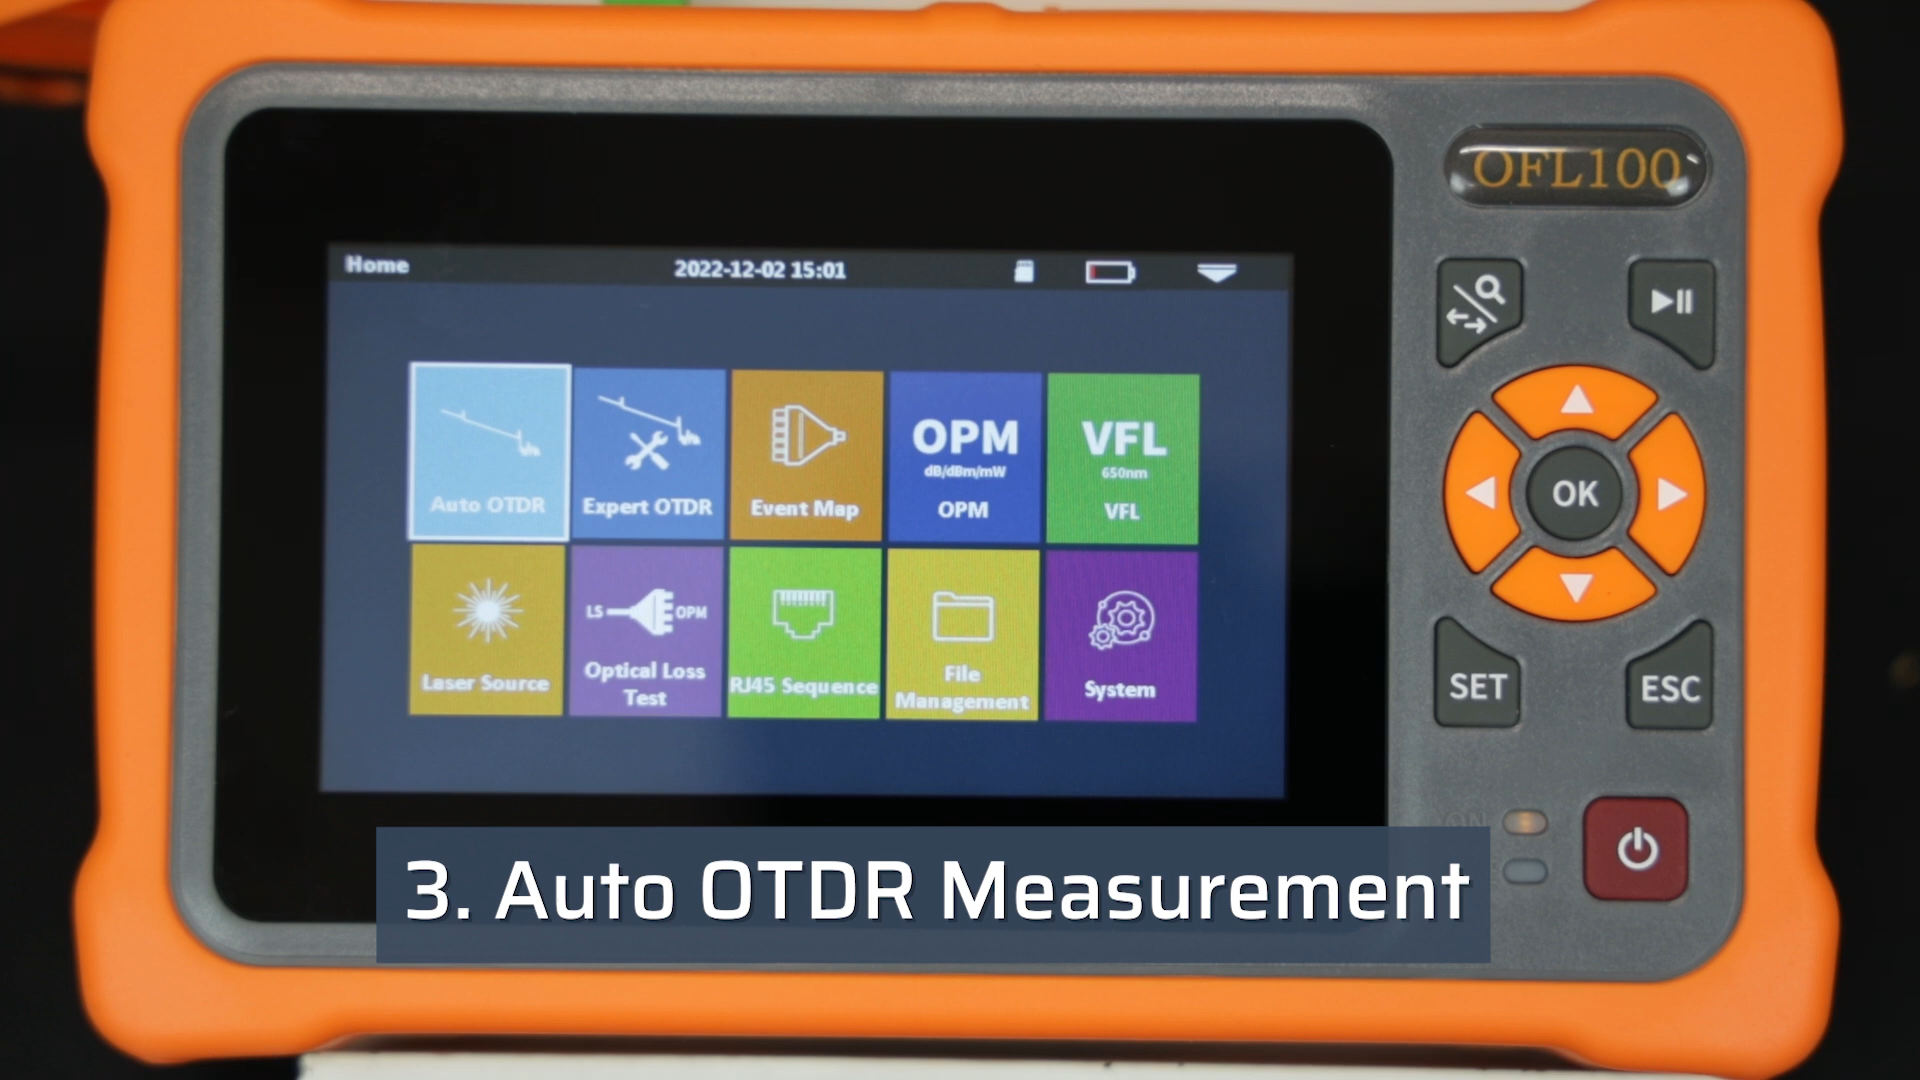 OFL100
Home
2022-12-02 15:01
Auto OTDR
Expert OTDR
Event Map
OPM
dB/dBm/mW
OPM
VFL
650nm
VFL
Laser Source
LS
OPM
Optical Loss
Test
RJ45 Sequence
File
Management
System
OK
SET
ESC
ON
3. Auto OTDR Measurement